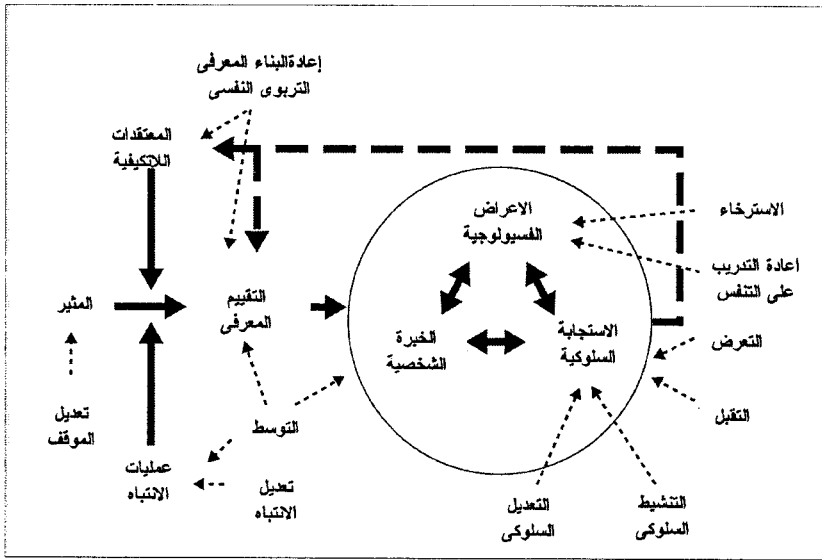 إعادةالبناء المعرفى
التربوى النفسى
المعتقدات
اللاتكيفية
الاعراض
الفسيولوجية
الاسترخاء
اعادة التدريب
على التنفس
المثير
التقييم
المعرفى
الخبرة
الشخصية
الاستجابة
السلوكية
التعرض
التقبل
تعديل
الموقف
التوسط
عمليات
الانتباه
تعديل
الانتباه
التعديل
السلوكى
التنشيط
السلوكى